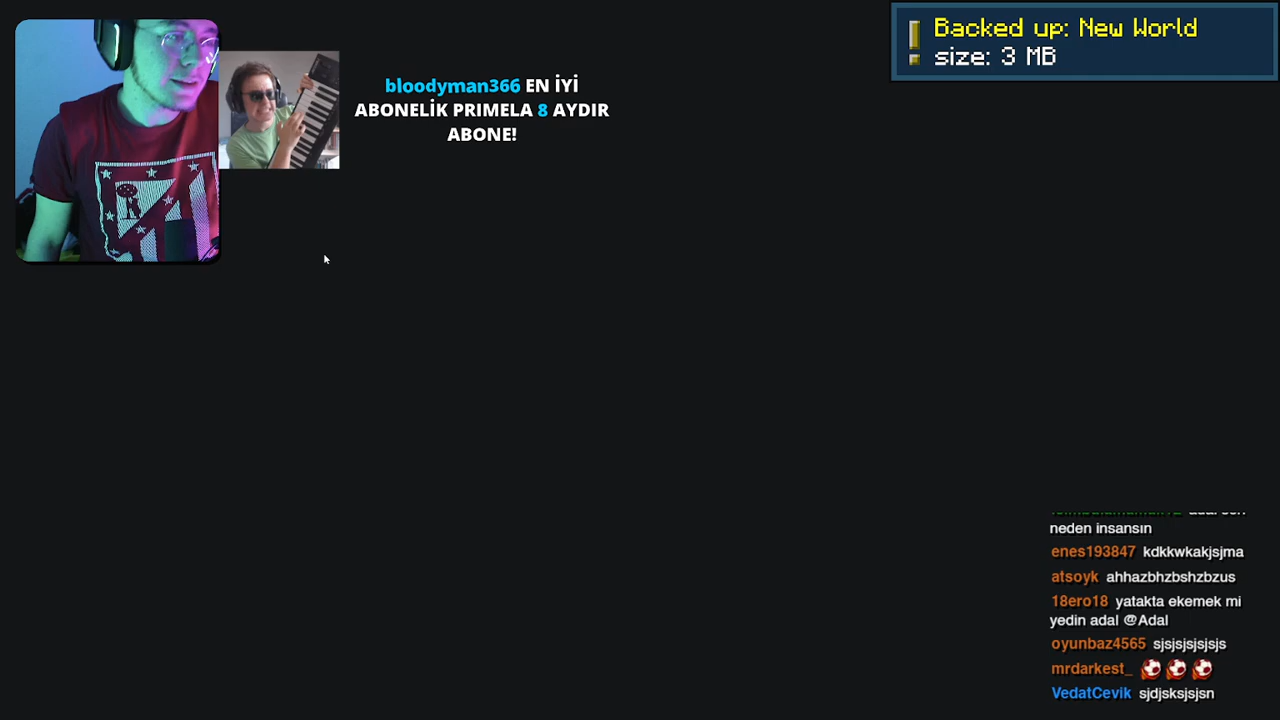 bloodyman366 EN İYİ
ABONELİK PRIMELA 8 AYDIR
ABONE!
Backed up: New World
size: 3 MB
neden insansın
enes193847 kdkkwkakjsjma
atsoyk ahhazbhzbshzbzus
18ero18 yatakta ekemek mi
yedin adal @Adal
oyunbaz4565 sjsjsjsjsjsjs
mrdarkest_
VedatCevik sjdjsksjsjsn